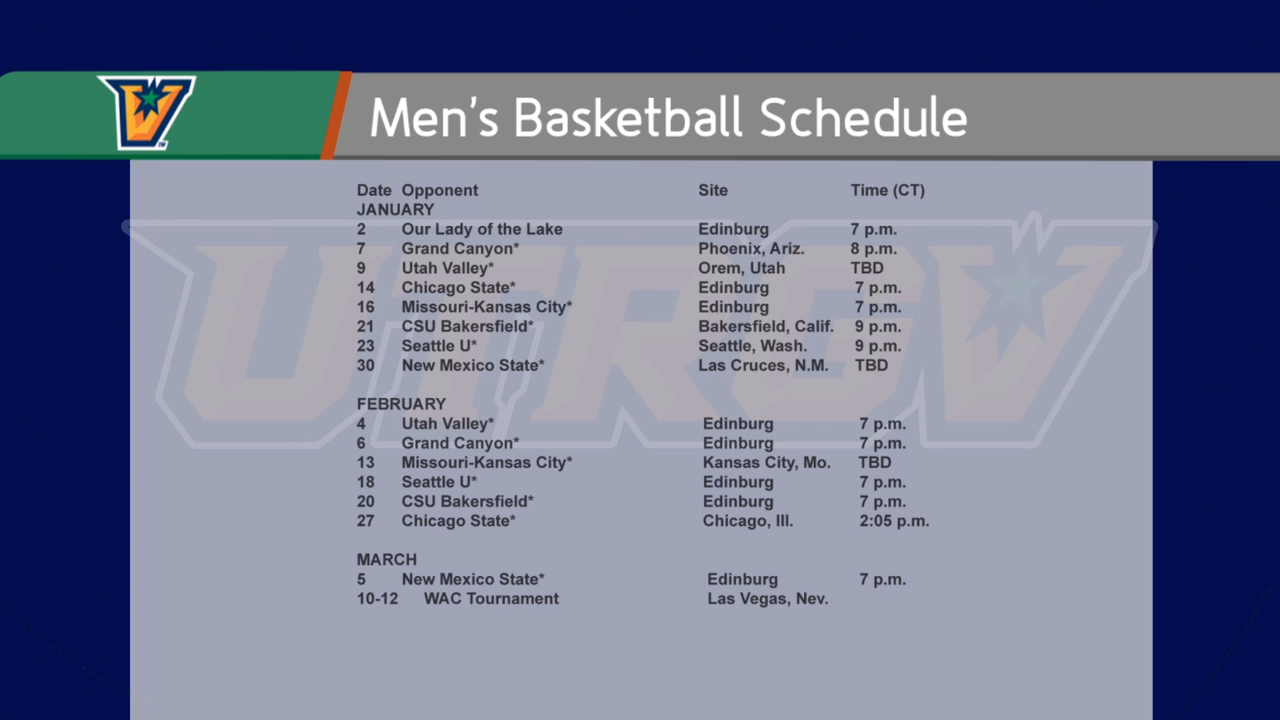 Men's Basketball Schedule
Date Opponent Site Time (CT)
JANUARY
2 Our Lady of the Lake Edinburg 7 p.m.
7 Grand Canyon* Phoenix, Ariz. 8 p.m.
9 Utah Valley* Orem, Utah TBD
14 Chicago State* Edinburg 7 p.m.
16 Missouri-Kansas City* Edinburg 7 p.m.
21 CSU Bakersfield* Bakersfield, Calif. 9 p.m.
23 Seattle U* Seattle, Wash. 9 p.m.
30 New Mexico State* Las Cruces, N.M. TBD
UTRGV
FEBRUARY
4 Utah Valley* Edinburg 7 p.m.
6 Grand Canyon* Edinburg 7 p.m.
13 Missouri-Kansas City* Kansas City, Mo. TBD
18 Seattle U* Edinburg 7 p.m.
20 CSU Bakersfield* Edinburg 7 p.m.
27 Chicago State* Chicago, Ill. 2:05 p.m.
MARCH
5 New Mexico State* Edinburg 7 p.m.
10-12 WAC Tournament Las Vegas, Nev.